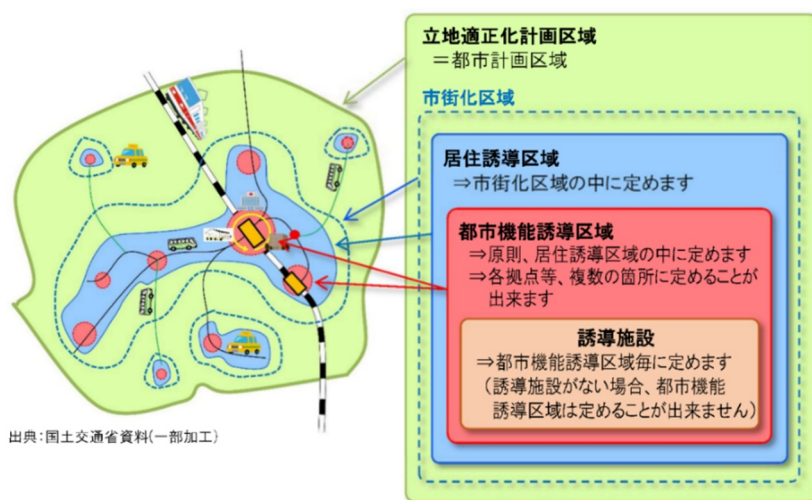 立地適正化計画区域
＝都市計画区域
市街化区域
居住誘導区域
⇒市街化区域の中に定めます
都市機能誘導区域
⇒原則、居住誘導区域の中に定めます
⇒各拠点等、複数の箇所に定めることが
出来ます
誘導施設
⇒都市機能誘導区域毎に定めます
（誘導施設がない場合、都市機能
誘導区域は定めることが出来ません）
出典：国土交通省資料(一部加工)